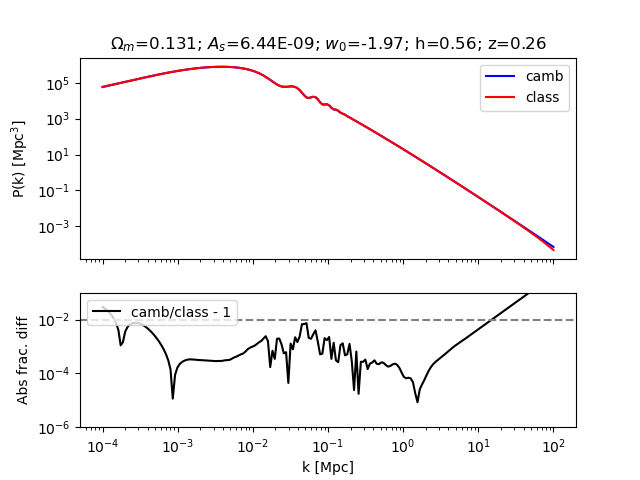 Ωₘ=0.131; Aₛ=6.44E-09; w₀=-1.97; h=0.56; z=0.26
P(k) [Mpc³]
10⁵
10³
10¹
10⁻¹
10⁻³
camb
class
Abs frac. diff
10⁻²
10⁻⁴
10⁻⁶
camb/class - 1
10⁻⁴ 10⁻³ 10⁻² 10⁻¹ 10⁰ 10¹ 10²
k [Mpc]